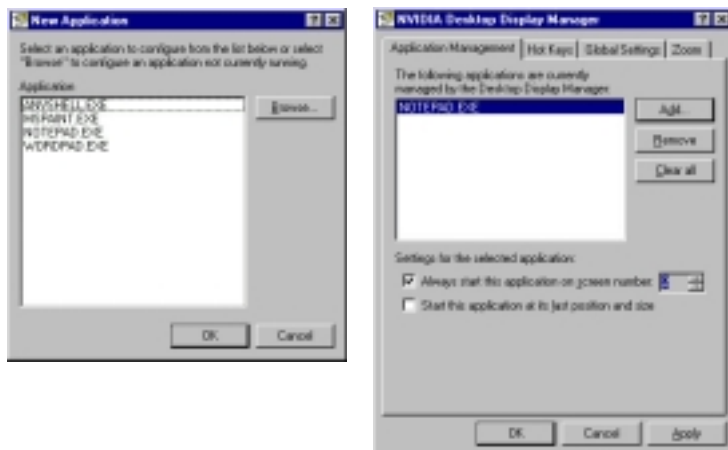 New Application
Select an application to configure from the list
below or select
"Browse" to configure an application not currently running.
Application
ANVSHELL.EXE
MSPAINT.EXE
NOTEPAD.EXE
WORDPAD.EXE
Browse...
OK
Cancel
NVIDIA Desktop Display Manager
Application Management
Hot Keys
Global Settings
Zoom
The following applications are currently
managed by the Desktop Display Manager.
NOTEPAD.EXE
Add...
Remove
Clear all
Settings for the selected application:
Always start this application on screen number:
Start this application at its last position and size
OK
Cancel
Apply